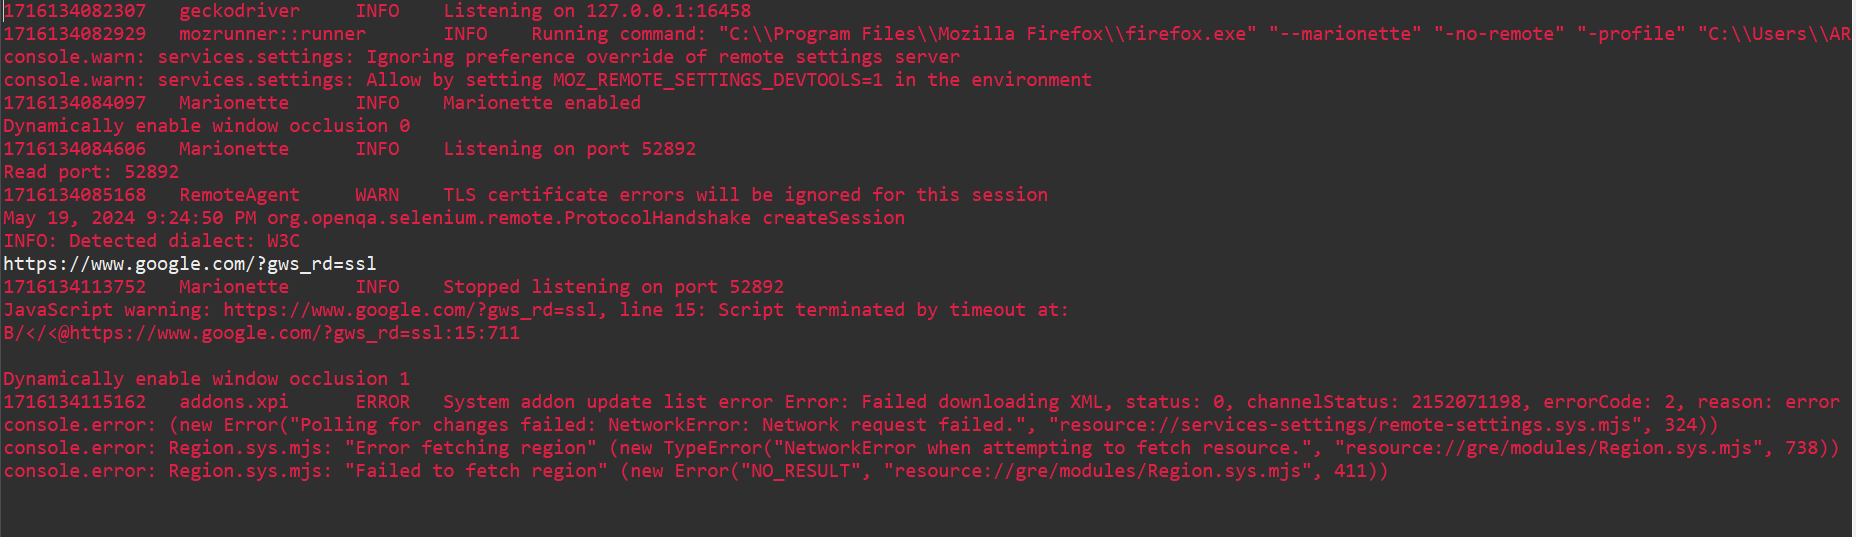 1716134082307 geckodriver INFO Listening on 127.0.0.1:16458
1716134082929 mozrunner::runner INFO Running command: "C:\\Program Files\\Mozilla Firefox\\firefox.exe" "--marionette" "-no-remote" "-profile" "C:\\Users\\AR
console.warn: services.settings: Ignoring preference override of remote settings server
console.warn: services.settings: Allow by setting MOZ_REMOTE_SETTINGS_DEVTOOLS=1 in the environment
1716134084097 Marionette INFO Marionette enabled
Dynamically enable window occlusion 0
1716134084606 Marionette INFO Listening on port 52892
Read port: 52892
1716134085168 RemoteAgent WARN TLS certificate errors will be ignored for this session
May 19, 2024 9:24:50 PM org.openqa.selenium.remote.ProtocolHandshake createSession
INFO: Detected dialect: W3C
https://www.google.com/?gws_rd=ssl
1716134113752 Marionette INFO Stopped listening on port 52892
JavaScript warning: https://www.google.com/?gws_rd=ssl, line 15: Script terminated by timeout at:
B/</<@https://www.google.com/?gws_rd=ssl:15:711
Dynamically enable window occlusion 1
1716134115162 addons.xpi ERROR System addon update list error Error: Failed downloading XML, status: 0, channelStatus: 2152071198, errorCode: 2, reason: error
console.error: (new Error("Polling for changes failed: NetworkError: Network request failed.", "resource://services-settings/remote-settings.sys.mjs", 324))
console.error: Region.sys.mjs: "Error fetching region" (new TypeError("NetworkError when attempting to fetch resource.", "resource://gre/modules/Region.sys.mjs", 738))
console.error: Region.sys.mjs: "Failed to fetch region" (new Error("NO_RESULT", "resource://gre/modules/Region.sys.mjs", 411))